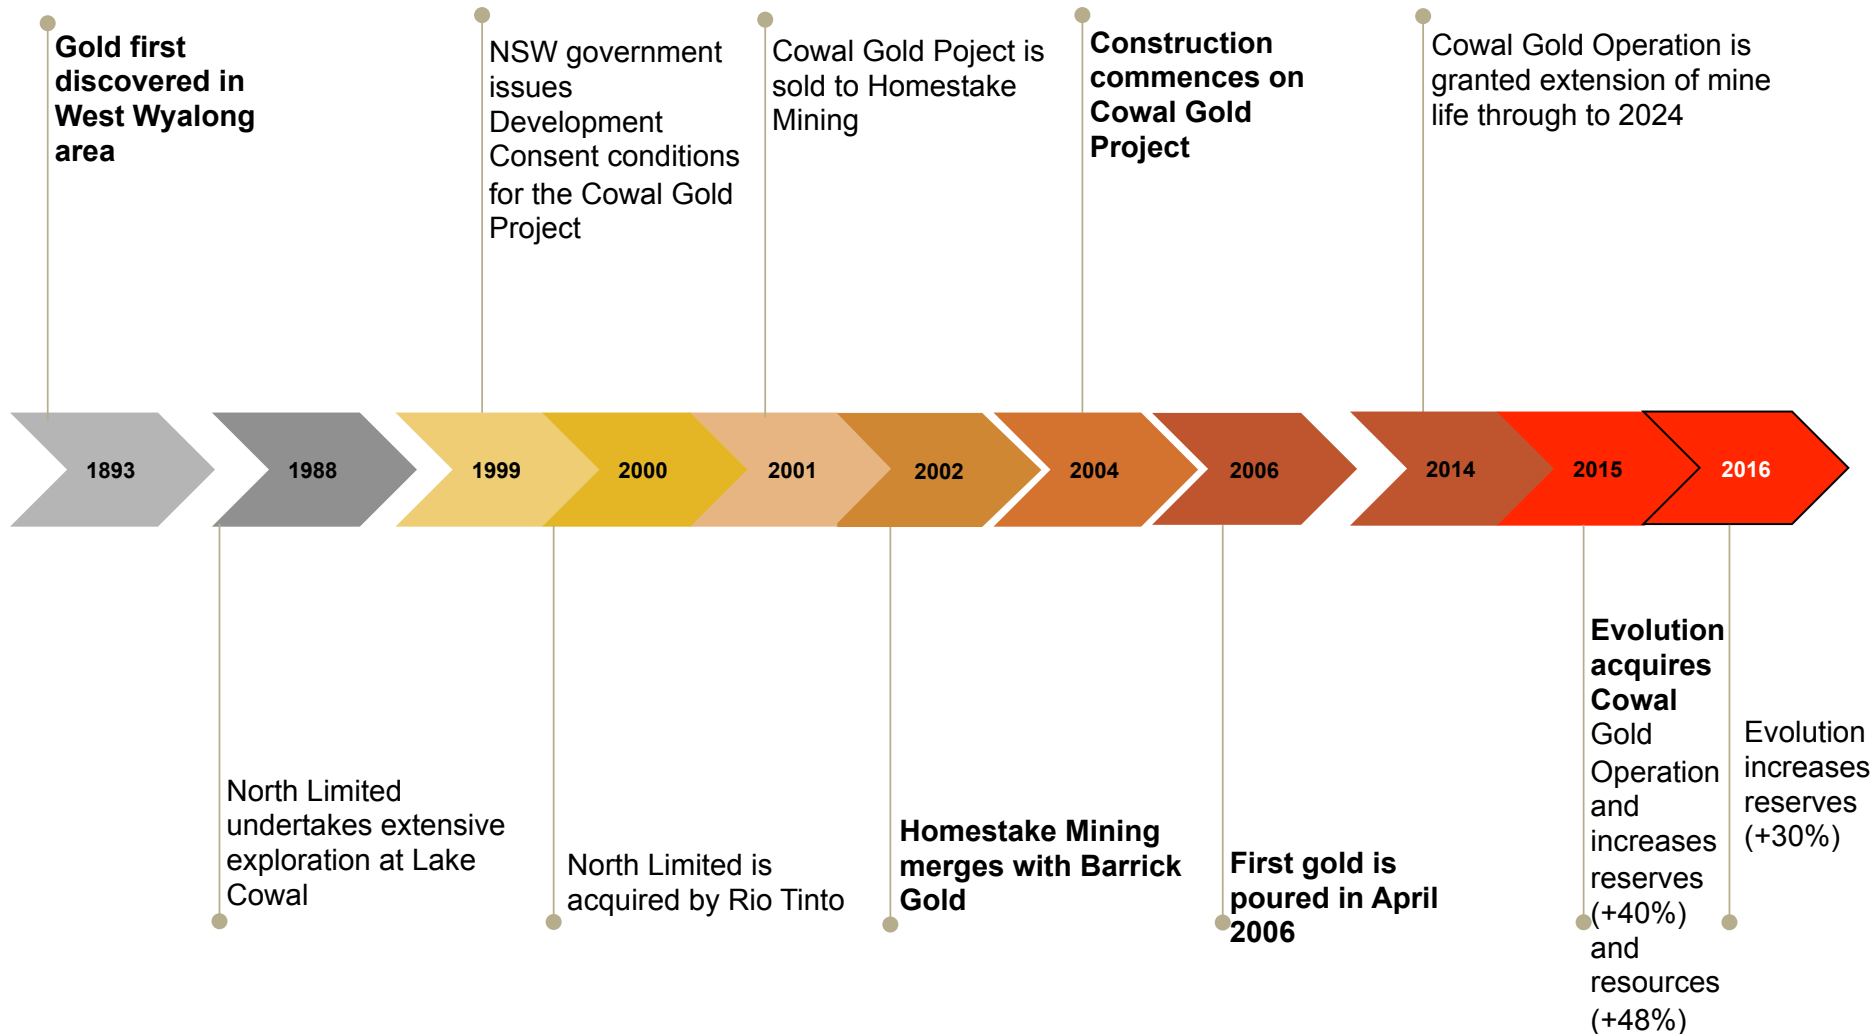 Gold first
discovered in
West Wyalong
area
NSW government
issues
Development
Consent conditions
for the Cowal Gold
Project
Cowal Gold Poject is
sold to Homestake
Mining
Construction
commences on
Cowal Gold
Project
Cowal Gold Operation is
granted extension of mine
life through to 2024
1893
1988
1999
2000
2001
2002
2004
2006
2014
2015
2016
North Limited
undertakes extensive
exploration at Lake
Cowal
North Limited is
acquired by Rio Tinto
Homestake Mining
merges with Barrick
Gold
First gold is
poured in April
2006
Evolution
acquires
Cowal
Gold
Operation
and
increases
reserves
(+40%)
and
resources
(+48%)
Evolution
increases
reserves
(+30%)